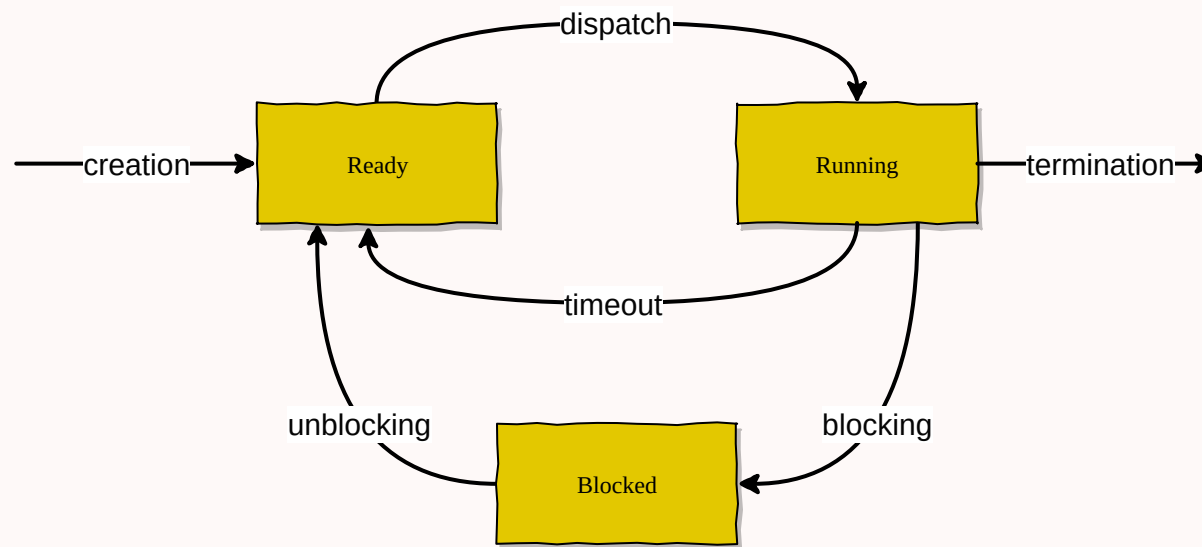 dispatch
creation
Ready
Running
termination
timeout
unblocking
blocking
Blocked